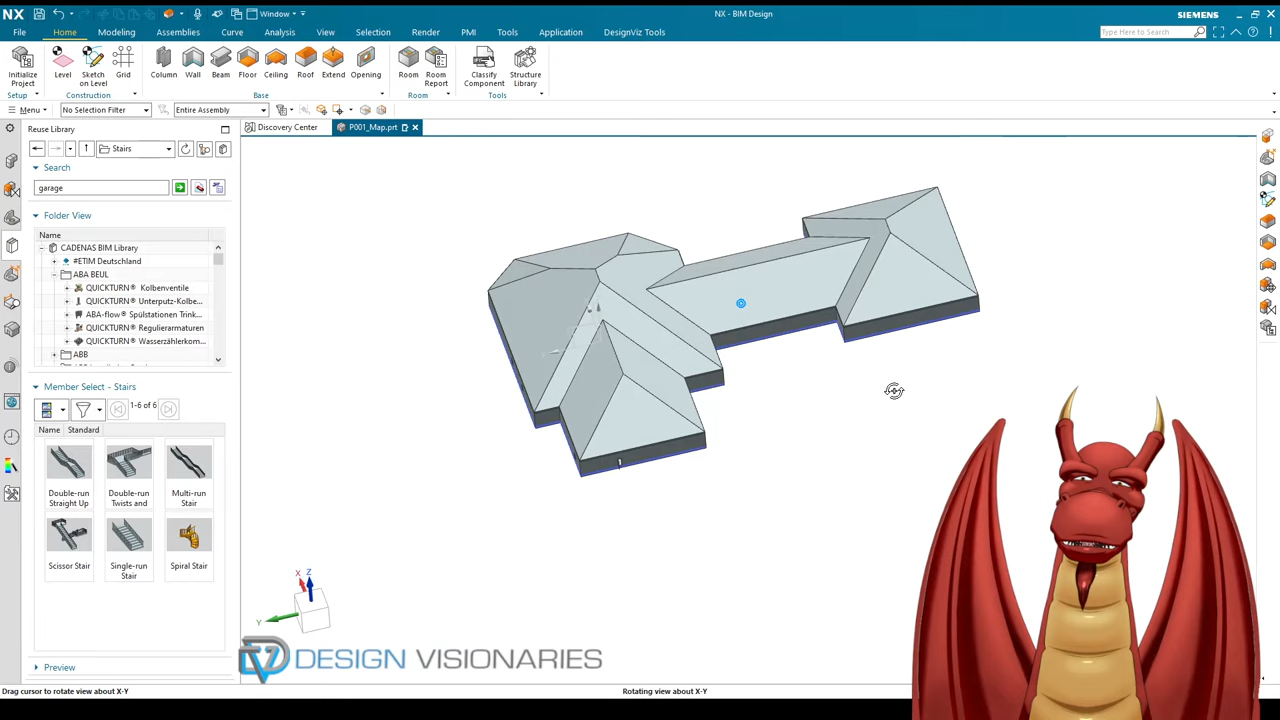 NX
Window
NX - BIM Design
SIEMENS
File Home Modeling Assemblies Curve Analysis View Selection Render PMI Tools Application DesignViz Tools
Type Here to Search
Initialize
Project
Level
Sketch
on Level
Grid
Column
Wall
Beam
Floor
Ceiling
Roof
Extend
Opening
Room
Room
Report
Classify
Component
Structure
Library
Setup
Construction
Base
Room
Tools
Menu
No Selection Filter
Entire Assembly
Reuse Library
Discovery Center
P001_Map.prt
Stairs
Search
garage
Folder View
Name
CADENAS BIM Library
#ETIM Deutschland
ABA BEUL
QUICKTURN® Kolbenventile
QUICKTURN® Unterputz-Kolbe...
ABA-flow® Spülstationen Trink...
QUICKTURN® Regulierarmaturen
QUICKTURN® Wasserzählerkom...
ABB
Member Select - Stairs
1-6 of 6
Name Standard
Double-run
Straight Up
Double-run
Twists and
Multi-run
Stair
Scissor Stair
Single-run
Stair
Spiral Stair
Preview
X
Z
Y
DV DESIGN VISIONARIES
Drag cursor to rotate view about X-Y
Rotating view about X-Y